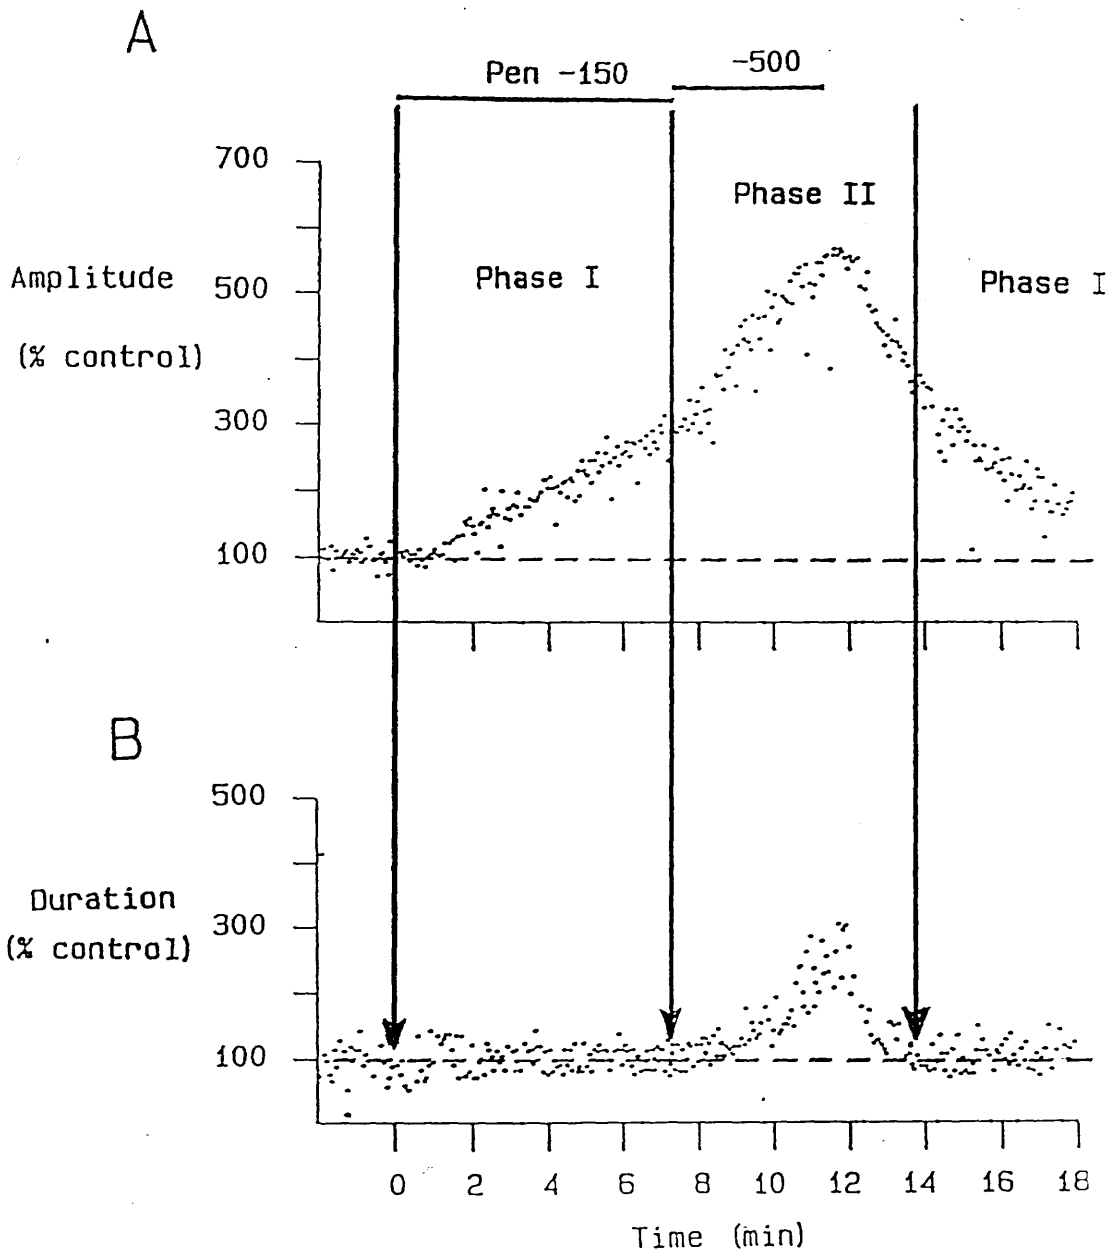 A
Pen -150
-500
700
Phase II
Amplitude
500
Phase I
Phase I
(% control)
300
100
B
500
Duration
(% control)
300
100
0 2 4 6 8 10 12 14 16 18
Time (min)